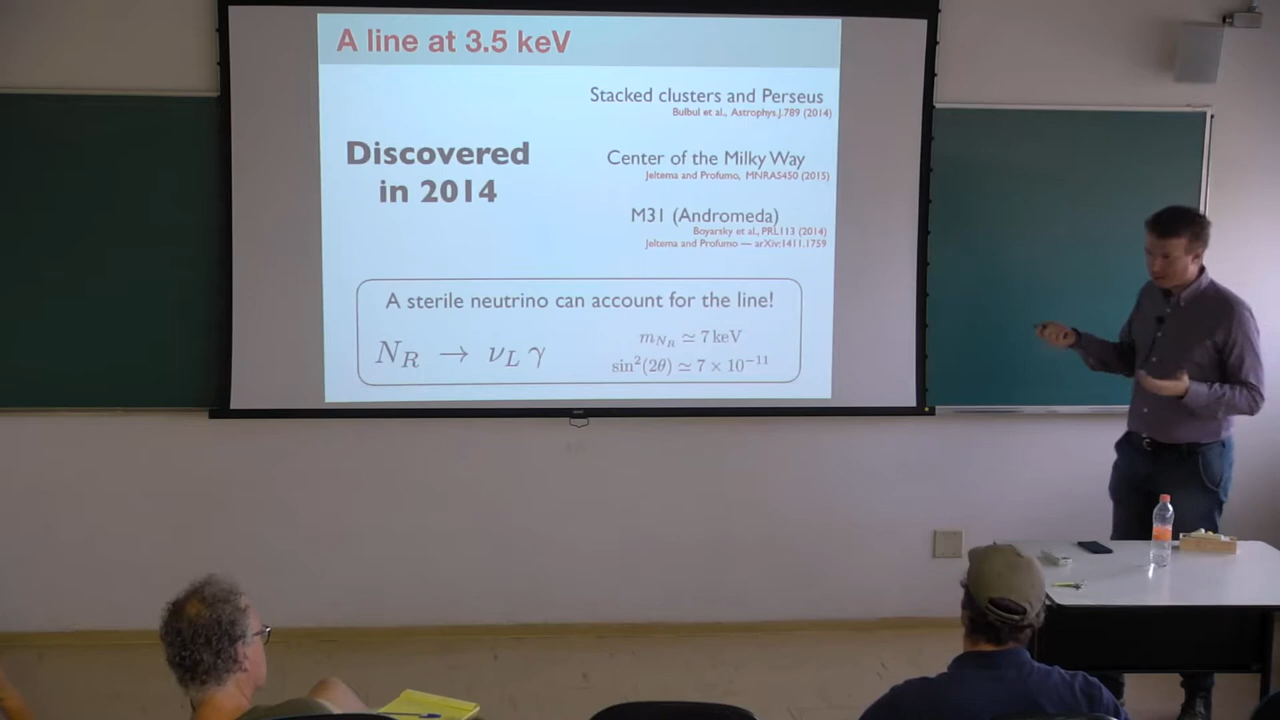 A line at 3.5 keV
Stacked clusters and Perseus
Bulbul et al., Astrophys.J.789 (2014)
Discovered
in 2014
Center of the Milky Way
Jeltema and Profumo, MNRAS450 (2015)
M31 (Andromeda)
Boyarsky et al., PRL113 (2014)
Jeltema and Profumo — arXiv:1411.1759
A sterile neutrino can account for the line!
N_R → ν_L γ
m_{N_R} ≃ 7 keV
sin²(2θ) ≃ 7 × 10⁻¹¹